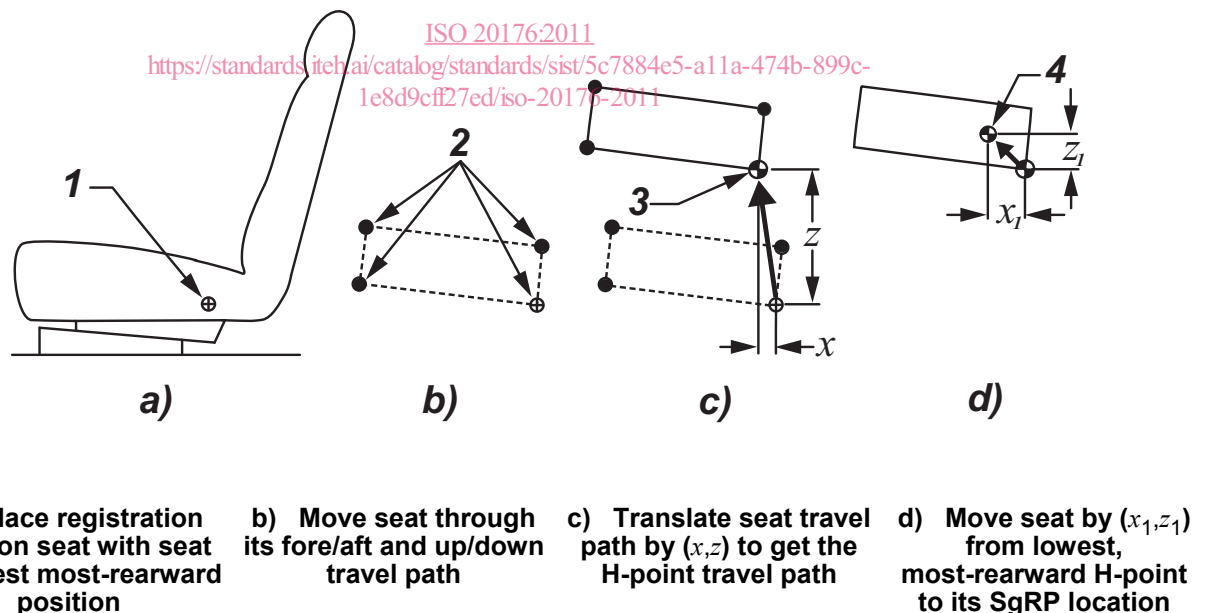 ISO 20176:2011
https://standards.iteh.ai/catalog/standards/sist/5c7884e5-a11a-474b-899c-
1e8d9cff27ed/iso-20176-2011
1
2
3
z
x
4
z1
x1
a)
b)
c)
d)
lace registration
on seat with seat
est most-rearward
position
b) Move seat through
its fore/aft and up/down
travel path
c) Translate seat travel
path by (x,z) to get the
H-point travel path
d) Move seat by (x1,z1)
from lowest,
most-rearward H-point
to its SgRP location